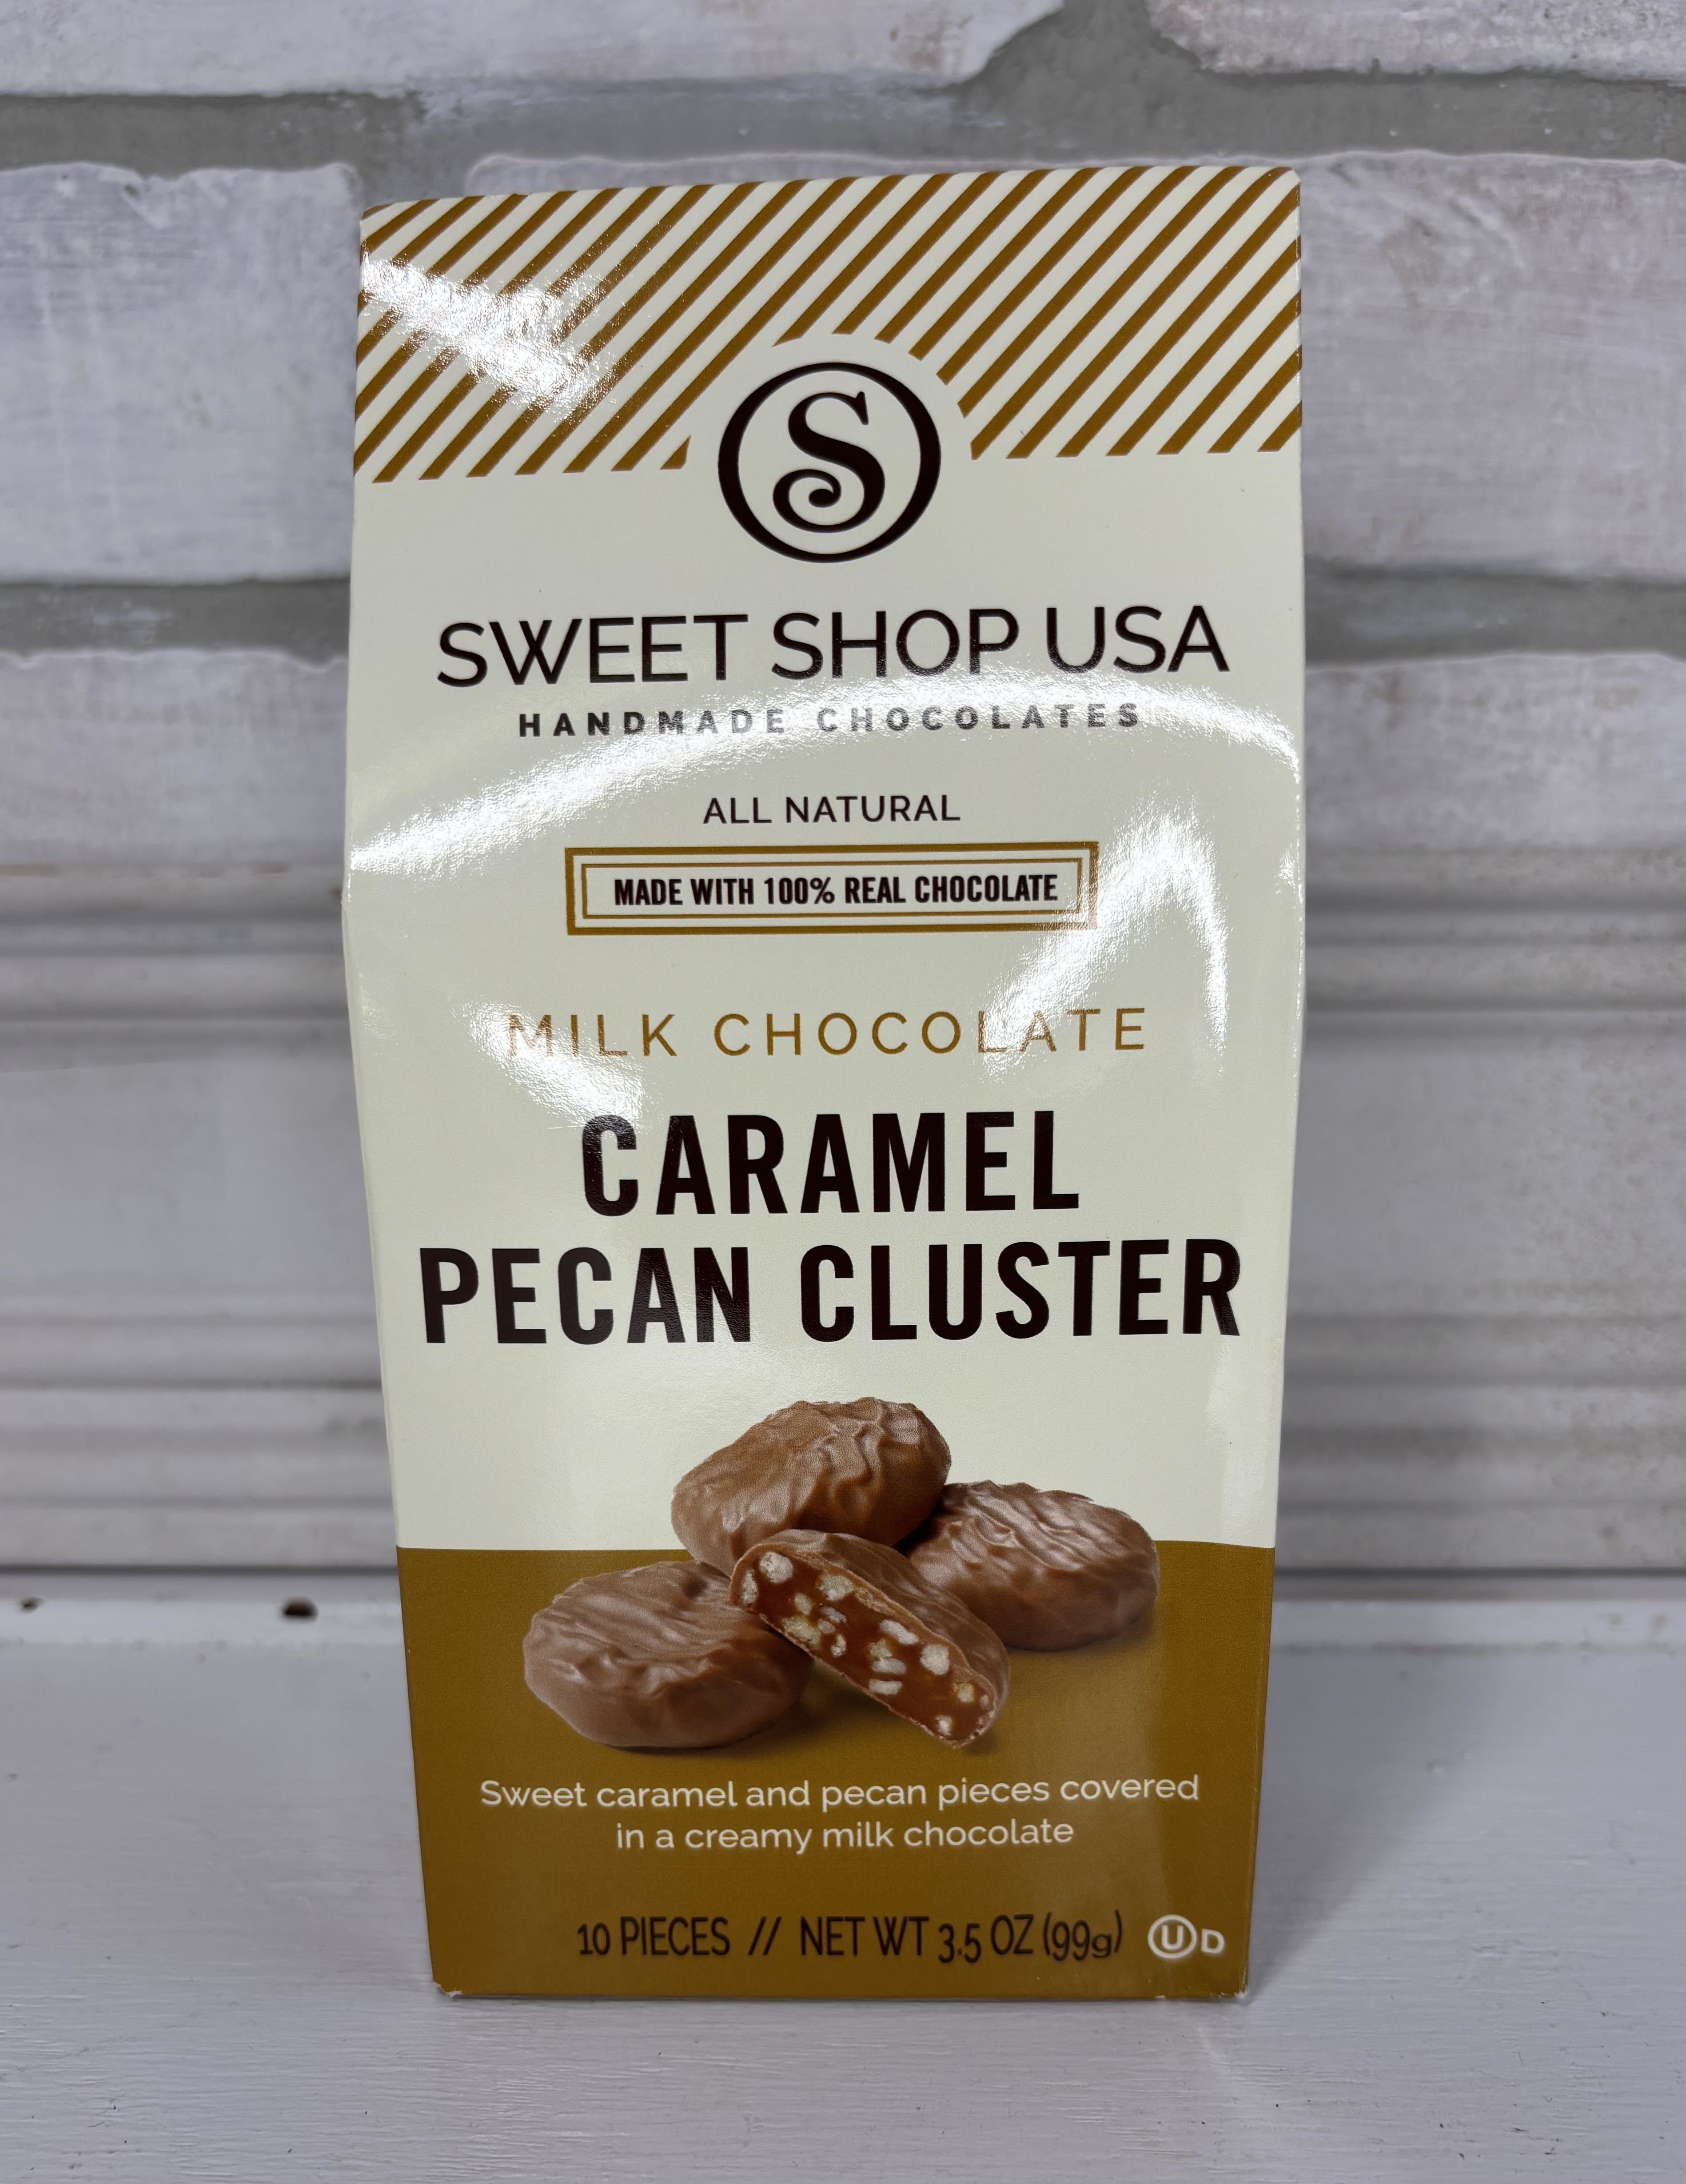 S
SWEET SHOP USA
HANDMADE CHOCOLATES
ALL NATURAL
MADE WITH 100% REAL CHOCOLATE
MILK CHOCOLATE
CARAMEL
PECAN CLUSTER
Sweet caramel and pecan pieces covered
in a creamy milk chocolate
10 PIECES // NET WT 3.5 OZ (99g) Ⓤ D